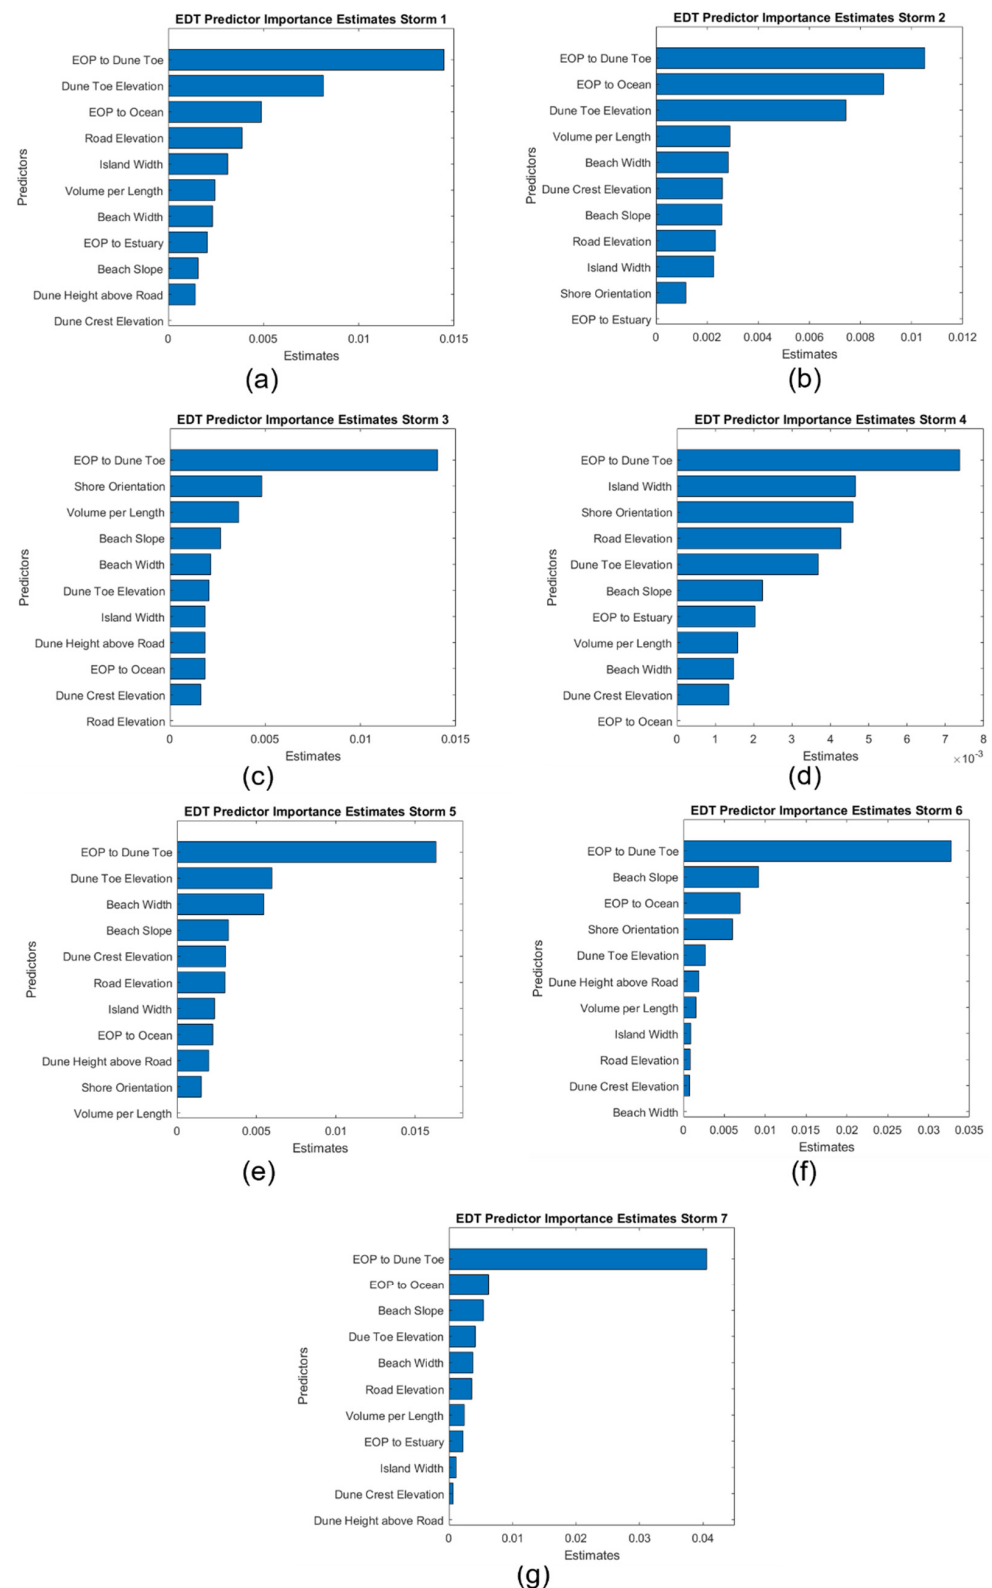 EDT Predictor Importance Estimates Storm 1
EOP to Dune Toe
Dune Toe Elevation
EOP to Ocean
Road Elevation
Island Width
Volume per Length
Beach Width
EOP to Estuary
Beach Slope
Dune Height above Road
Dune Crest Elevation
Predictors
0 0.005 0.01 0.015
Estimates
(a)
EDT Predictor Importance Estimates Storm 2
EOP to Dune Toe
EOP to Ocean
Dune Toe Elevation
Volume per Length
Beach Width
Dune Crest Elevation
Beach Slope
Road Elevation
Island Width
Shore Orientation
EOP to Estuary
Predictors
0 0.002 0.004 0.006 0.008 0.01 0.012
Estimates
(b)
EDT Predictor Importance Estimates Storm 3
EOP to Dune Toe
Shore Orientation
Volume per Length
Beach Slope
Beach Width
Dune Toe Elevation
Island Width
Dune Height above Road
EOP to Ocean
Dune Crest Elevation
Road Elevation
Predictors
0 0.005 0.01 0.015
Estimates
(c)
EDT Predictor Importance Estimates Storm 4
EOP to Dune Toe
Island Width
Shore Orientation
Road Elevation
Dune Toe Elevation
Beach Slope
EOP to Estuary
Volume per Length
Beach Width
Dune Crest Elevation
EOP to Ocean
Predictors
0 1 2 3 4 5 6 7 8
Estimates
×10⁻³
(d)
EDT Predictor Importance Estimates Storm 5
EOP to Dune Toe
Dune Toe Elevation
Beach Width
Beach Slope
Dune Crest Elevation
Road Elevation
Island Width
EOP to Ocean
Dune Height above Road
Shore Orientation
Volume per Length
Predictors
0 0.005 0.01 0.015
Estimates
(e)
EDT Predictor Importance Estimates Storm 6
EOP to Dune Toe
Beach Slope
EOP to Ocean
Shore Orientation
Dune Toe Elevation
Dune Height above Road
Volume per Length
Island Width
Road Elevation
Dune Crest Elevation
Beach Width
Predictors
0 0.005 0.01 0.015 0.02 0.025 0.03 0.035
Estimates
(f)
EDT Predictor Importance Estimates Storm 7
EOP to Dune Toe
EOP to Ocean
Beach Slope
Due Toe Elevation
Beach Width
Road Elevation
Volume per Length
EOP to Estuary
Island Width
Dune Crest Elevation
Dune Height above Road
Predictors
0 0.01 0.02 0.03 0.04
Estimates
(g)